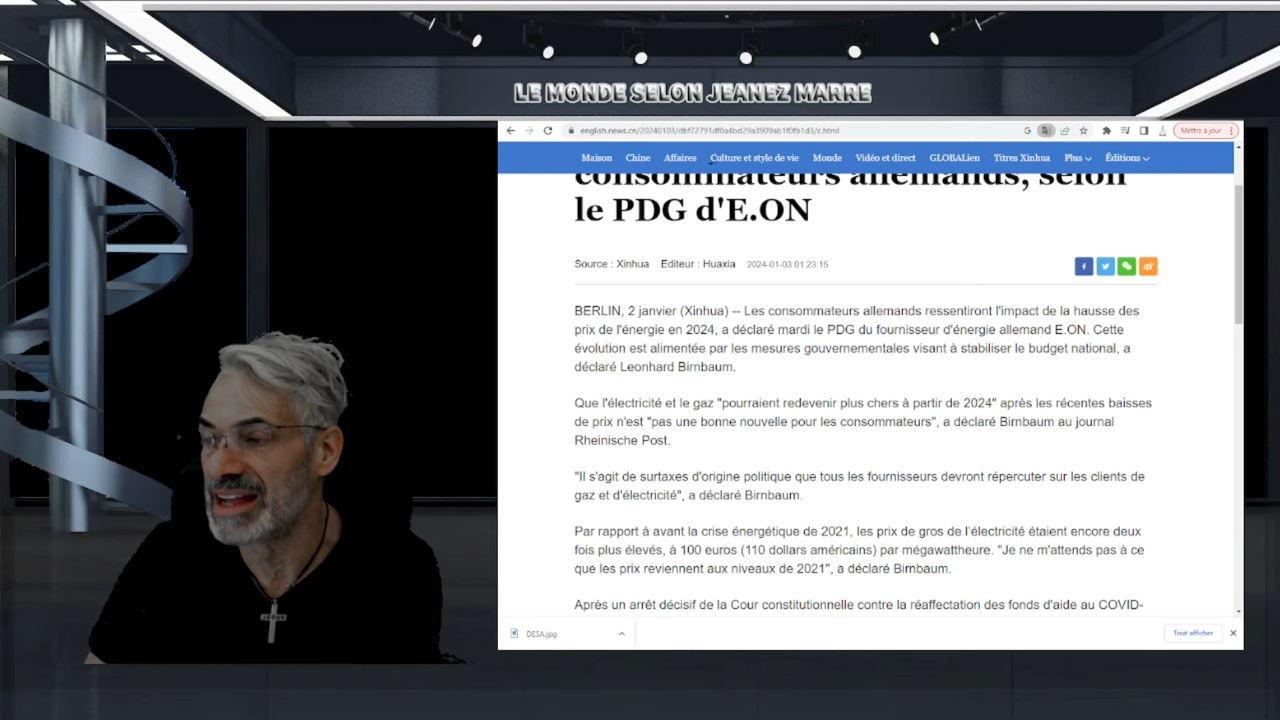 LE MONDE SELON JEANEZ MARRE
english.news.cn/20240103/dbf72791df0a4bd29a3909ab1f0fb1d3/c.html
Mettre à jour
Maison Chine Affaires Culture et style de vie Monde Vidéo et direct GLOBALien Titres Xinhua Plus Éditions
consommateurs allemands, selon
le PDG d'E.ON
Source : Xinhua Editeur : Huaxia 2024-01-03 01:23:15
BERLIN, 2 janvier (Xinhua) -- Les consommateurs allemands ressentiront l'impact de la hausse des
prix de l'énergie en 2024, a déclaré mardi le PDG du fournisseur d'énergie allemand E.ON. Cette
évolution est alimentée par les mesures gouvernementales visant à stabiliser le budget national, a
déclaré Leonhard Birnbaum.
Que l'électricité et le gaz "pourraient redevenir plus chers à partir de 2024" après les récentes baisses
de prix n'est "pas une bonne nouvelle pour les consommateurs", a déclaré Birnbaum au journal
Rheinische Post.
"Il s'agit de surtaxes d'origine politique que tous les fournisseurs devront répercuter sur les clients de
gaz et d'électricité", a déclaré Birnbaum.
Par rapport à avant la crise énergétique de 2021, les prix de gros de l'électricité étaient encore deux
fois plus élevés, à 100 euros (110 dollars américains) par mégawattheure. "Je ne m'attends pas à ce
que les prix reviennent aux niveaux de 2021", a déclaré Birnbaum.
Après un arrêt décisif de la Cour constitutionnelle contre la réaffectation des fonds d'aide au COVID-
DESA.jpg
Tout afficher
JESUS